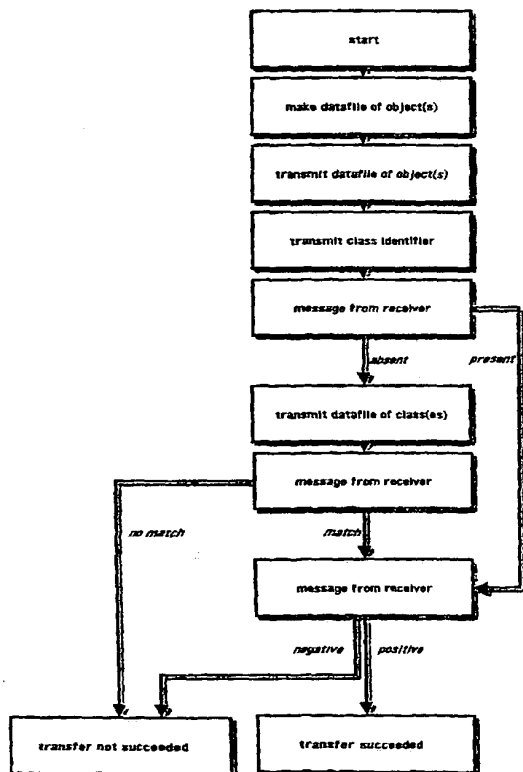 start
make datafile of object(s)
transmit datafile of object(s)
transmit class identifier
message from receiver
absent
present
transmit datafile of class(es)
message from receiver
no match
match
message from receiver
negative
positive
transfer not succeeded
transfer succeeded